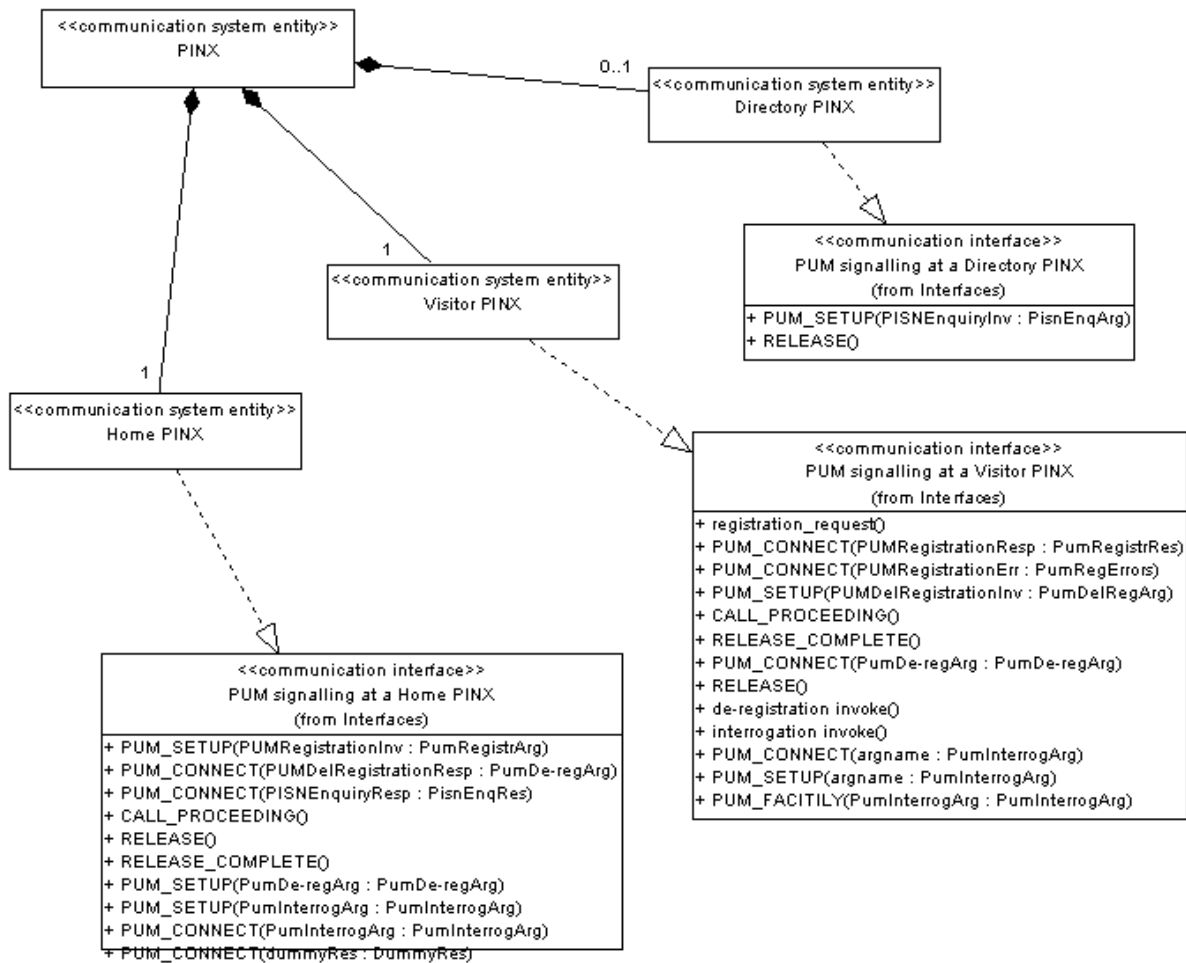 <<communication system entity>>
PINX
0..1
<<communication system entity>>
Directory PINX
<<communication interface>>
PUM signalling at a Directory PINX
(from Interfaces)
+ PUM_SETUP(PISNEnquiryInv : PisnEnqArg)
+ RELEASE()
1
<<communication system entity>>
Visitor PINX
1
<<communication system entity>>
Home PINX
<<communication interface>>
PUM signalling at a Visitor PINX
(from Interfaces)
+ registration_request()
+ PUM_CONNECT(PUMRegistrationResp : PumRegistrRes)
+ PUM_CONNECT(PUMRegistrationErr : PumRegErrors)
+ PUM_SETUP(PUMDelRegistrationInv : PumDelRegArg)
+ CALL_PROCEEDING()
+ RELEASE_COMPLETE()
+ PUM_CONNECT(PumDe-regArg : PumDe-regArg)
+ RELEASE()
+ de-registration invoke()
+ interrogation invoke()
+ PUM_CONNECT(argname : PumInterrogArg)
+ PUM_SETUP(argname : PumInterrogArg)
+ PUM_FACITILY(PumInterrogArg : PumInterrogArg)
<<communication interface>>
PUM signalling at a Home PINX
(from Interfaces)
+ PUM_SETUP(PUMRegistrationInv : PumRegistrArg)
+ PUM_CONNECT(PUMDelRegistrationResp : PumDe-regArg)
+ PUM_CONNECT(PISNEnquiryResp : PisnEnqRes)
+ CALL_PROCEEDING()
+ RELEASE()
+ RELEASE_COMPLETE()
+ PUM_SETUP(PumDe-regArg : PumDe-regArg)
+ PUM_SETUP(PumInterrogArg : PumInterrogArg)
+ PUM_CONNECT(PumInterrogArg : PumInterrogArg)
+ PUM_CONNECT(dummyRes : DummyRes)